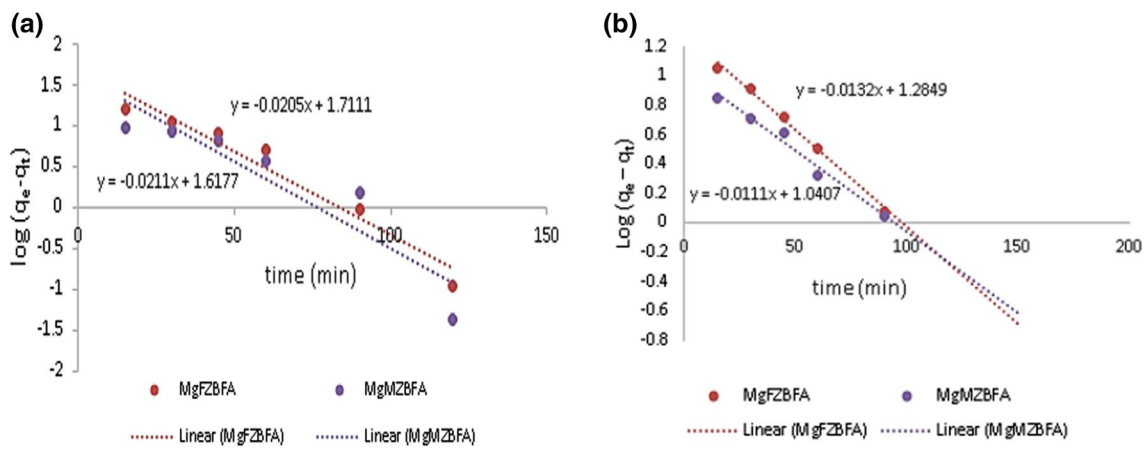 (a)
2
1.5
1
0.5
0
-0.5
-1
-1.5
-2
0
50
100
150
log (qe-qt)
time (min)
y = -0.0205x + 1.7111
y = -0.0211x + 1.6177
MgFZBFA
MgMZBFA
Linear (MgFZBFA)
Linear (MgMZBFA)
(b)
1.2
1
0.8
0.6
0.4
0.2
0
-0.2
-0.4
-0.6
-0.8
0
50
100
150
200
Log (qe – qt)
time (min)
y = -0.0132x + 1.2849
y = -0.0111x + 1.0407
MgFZBFA
MgMZBFA
Linear (MgFZBFA)
Linear (MgMZBFA)